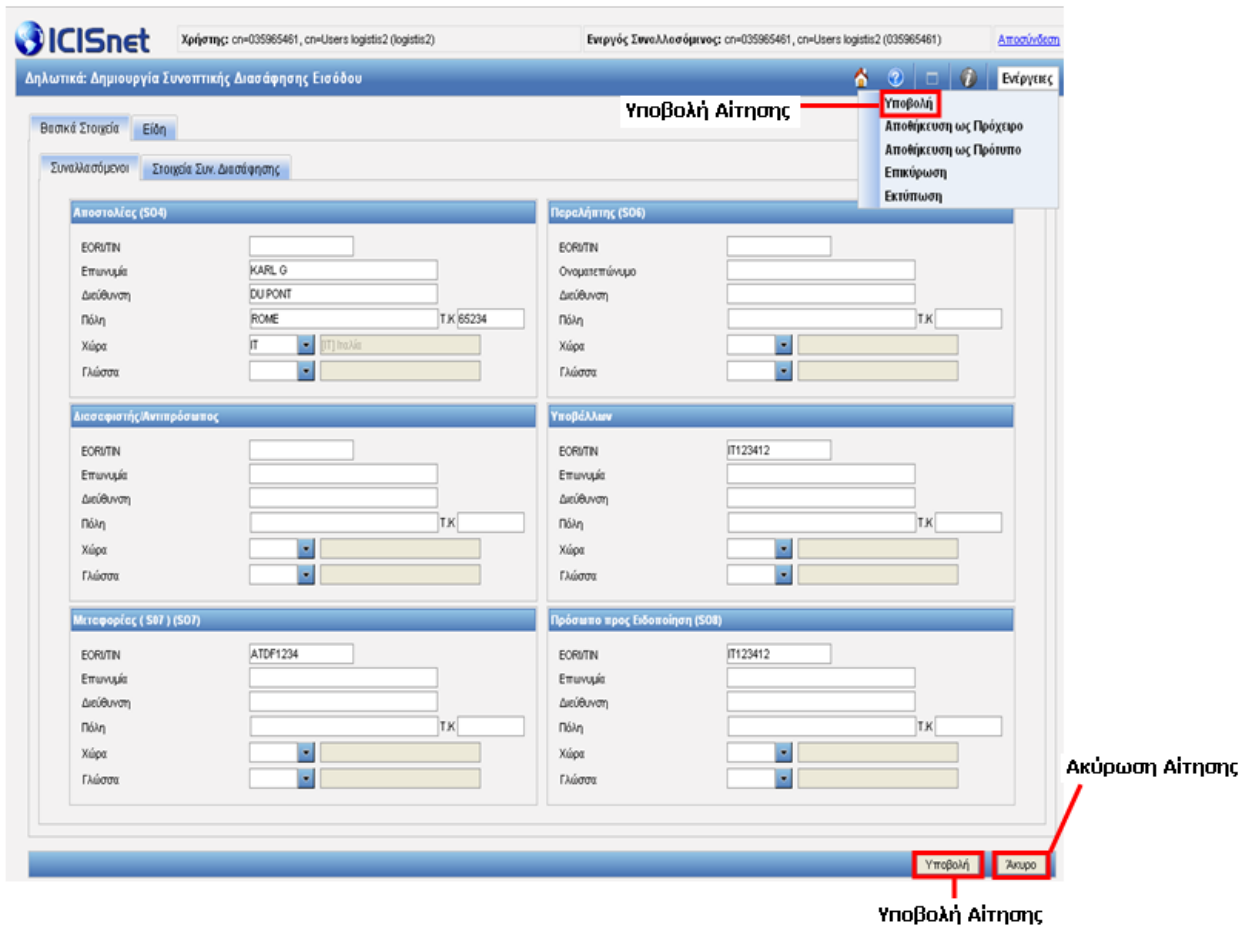 ICISnet
Χρήστης: cn=035965461, cn=Users logistis2 (logistis2)
Ενεργός Συναλλασόμενος: cn=035965461, cn=Users logistis2 (035965461)
Αποσύνδεση
Δηλωτικά: Δημιουργία Συνοπτικής Διασάφησης Εισόδου
Ενέργειες
Υποβολή Αίτησης
Υποβολή
Αποθήκευση ως Πρόχειρο
Αποθήκευση ως Πρότυπο
Επικύρωση
Εκτύπωση
Βασικά Στοιχεία
Είδη
Συναλλασόμενοι
Στοιχεία Συν. Διασάφησης
Αποστολέας (SO4)
EORI/TIN
Επωνυμία KARL G
Διεύθυνση DU PONT
Πόλη ROME Τ.Κ 65234
Χώρα IT [IT] Ιταλία
Γλώσσα
Παραλήπτης (SO6)
EORI/TIN
Ονοματεπώνυμο
Διεύθυνση
Πόλη Τ.Κ
Χώρα
Γλώσσα
Διασαφιστής/Αντιπρόσωπος
EORI/TIN
Επωνυμία
Διεύθυνση
Πόλη Τ.Κ
Χώρα
Γλώσσα
Υποβάλλων
EORI/TIN IT123412
Επωνυμία
Διεύθυνση
Πόλη Τ.Κ
Χώρα
Γλώσσα
Μεταφορέας ( S07 ) (SO7)
EORI/TIN ATDF1234
Επωνυμία
Διεύθυνση
Πόλη Τ.Κ
Χώρα
Γλώσσα
Πρόσωπο προς Ειδοποίηση (SO8)
EORI/TIN IT123412
Επωνυμία
Διεύθυνση
Πόλη Τ.Κ
Χώρα
Γλώσσα
Ακύρωση Αίτησης
Υποβολή
Άκυρο
Υποβολή Αίτησης